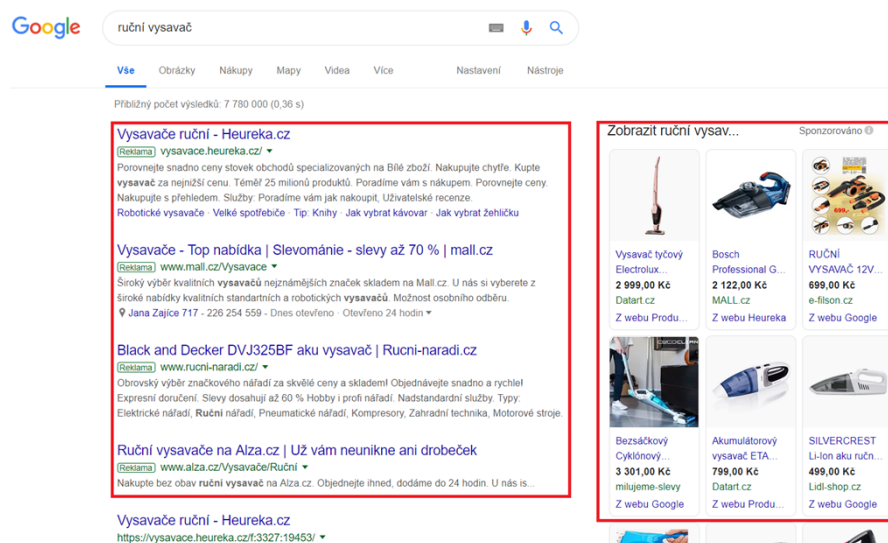 Google
ruční vysavač
Vše Obrázky Nákupy Mapy Videa Více Nastavení Nástroje
Přibližný počet výsledků: 7 780 000 (0,36 s)
Vysavače ruční - Heureka.cz
Reklama vysavace.heureka.cz/
Porovnejte snadno ceny stovek obchodů specializovaných na Bílé zboží. Nakupujte chytře. Kupte
vysavač za nejnižší cenu. Téměř 25 milionů produktů. Poradíme vám s nákupem. Porovnejte ceny.
Nakupujte s přehledem. Služby: Poradíme vám jak nakoupit, Uživatelské recenze.
Robotické vysavače · Velké spotřebiče · Tip: Knihy · Jak vybrat kávovar · Jak vybrat žehličku
Vysavače - Top nabídka | Slevománie - slevy až 70 % | mall.cz
Reklama www.mall.cz/Vysavace
Široký výběr kvalitních vysavačů nejznámějších značek skladem na Mall.cz. U nás si vyberete z
široké nabídky kvalitních standartních a robotických vysavačů. Možnost osobního odběru.
Jana Zajíce 717 - 226 254 559 - Dnes otevřeno · Otevřeno 24 hodin
Black and Decker DVJ325BF aku vysavač | Rucni-naradi.cz
Reklama www.rucni-naradi.cz/
Obrovský výběr značkového nářadí za skvělé ceny a skladem! Objednávejte snadno a rychle!
Expresní doručení. Slevy dosahují až 60 % Hobby i profi nářadí. Nadstandardní služby. Typy:
Elektrické nářadí, Ruční nářadí, Pneumatické nářadí, Kompresory, Zahradní technika, Motorové stroje.
Ruční vysavače na Alza.cz | Už vám neunikne ani drobeček
Reklama www.alza.cz/Vysavače/Ruční
Nakupte bez obav ruční vysavač na Alza.cz. Objednejte ihned, dodáme do 24 hodin. U nás is...
Vysavače ruční - Heureka.cz
https://vysavace.heureka.cz/f:3327:19453/
Zobrazit ruční vysav... Sponzorováno
699,-
Vysavač tyčový
Electrolux...
2 999,00 Kč
Datart.cz
Z webu Produ...
Bosch
Professional G...
2 122,00 Kč
MALL.cz
Z webu Heureka
RUČNÍ
VYSAVAČ 12V...
699,00 Kč
e-filson.cz
Z webu Google
Bezsáčkový
Cyklónový...
3 301,00 Kč
milujeme-slevy
Z webu Google
Akumulátorový
vysavač ETA...
799,00 Kč
Datart.cz
Z webu Produ...
SILVERCREST
Li-Ion aku ručn...
499,00 Kč
Lidl-shop.cz
Z webu Google